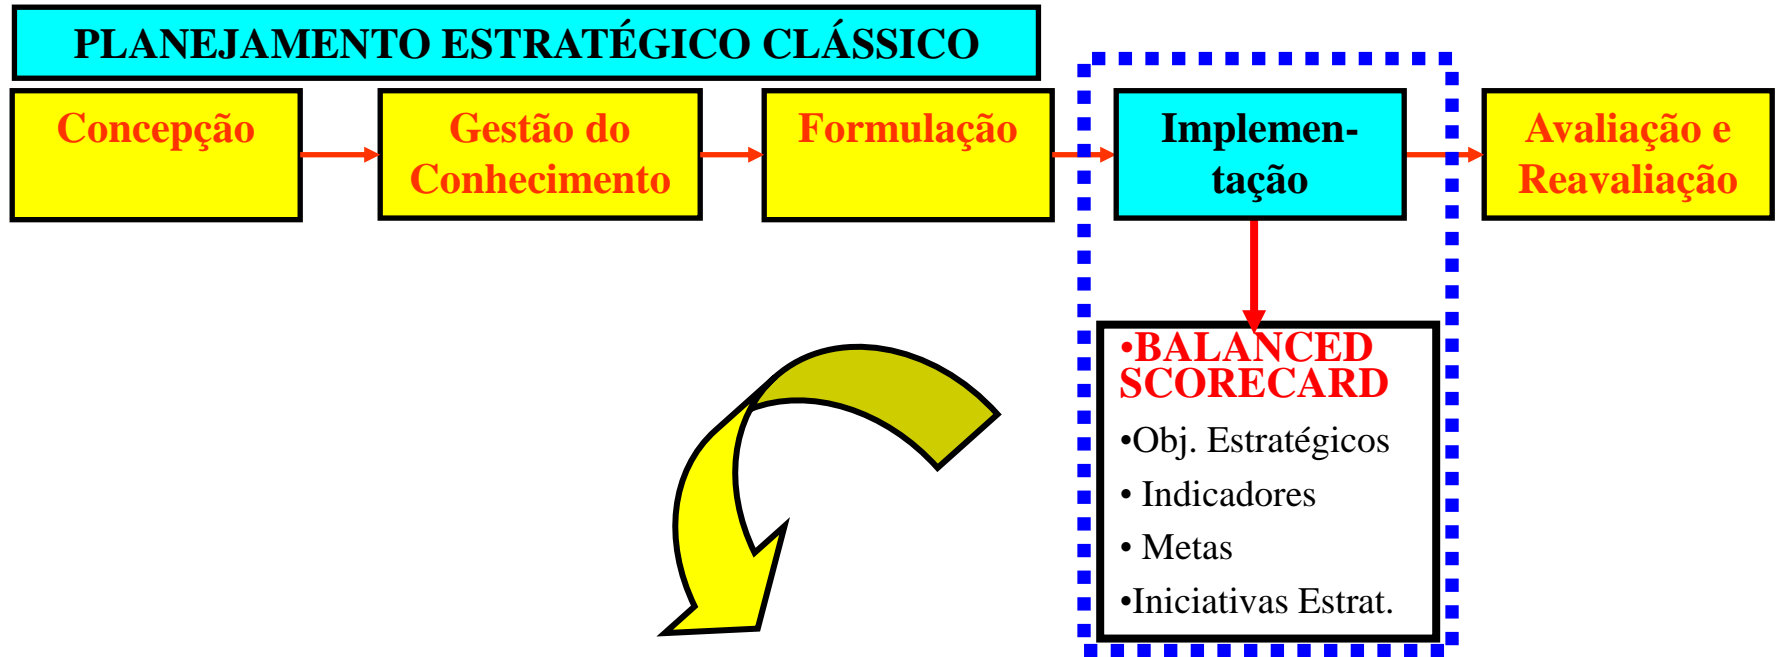 PLANEJAMENTO ESTRATÉGICO CLÁSSICO
Concepção
Gestão do
Conhecimento
Formulação
Implemen-
tação
Avaliação e
Reavaliação
•BALANCED
SCORECARD
•Obj. Estratégicos
• Indicadores
• Metas
•Iniciativas Estrat.